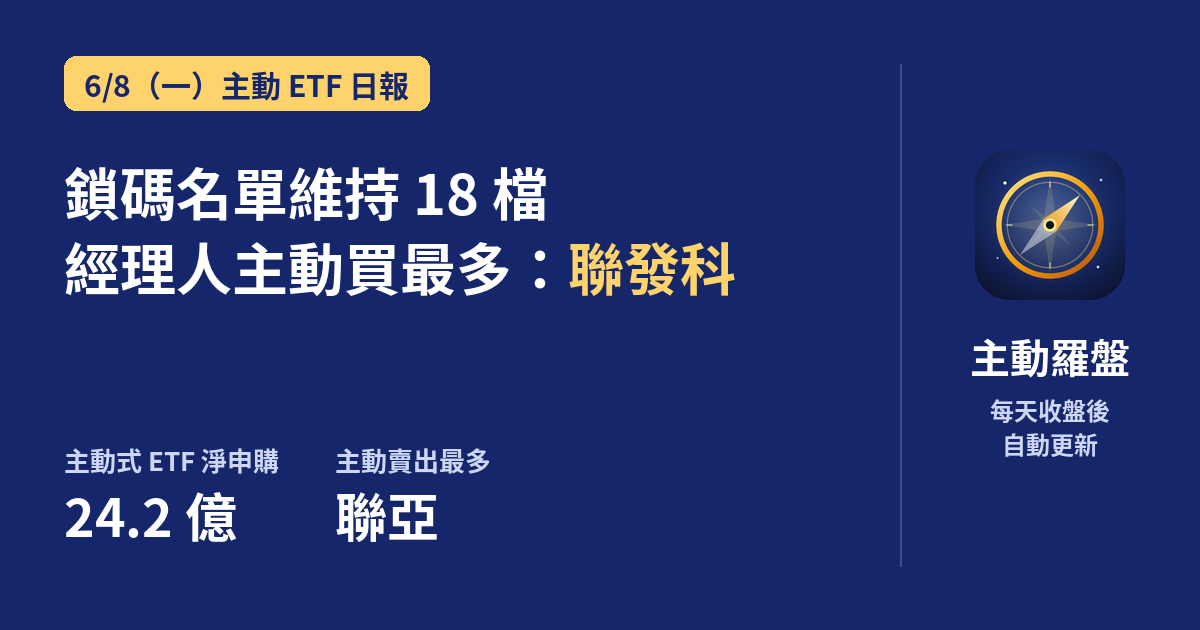 6/8（一）主動 ETF 日報
鎖碼名單維持 18 檔
經理人主動買最多：聯發科
主動式 ETF 淨申購
24.2 億
主動賣出最多
聯亞
主動羅盤
每天收盤後
自動更新